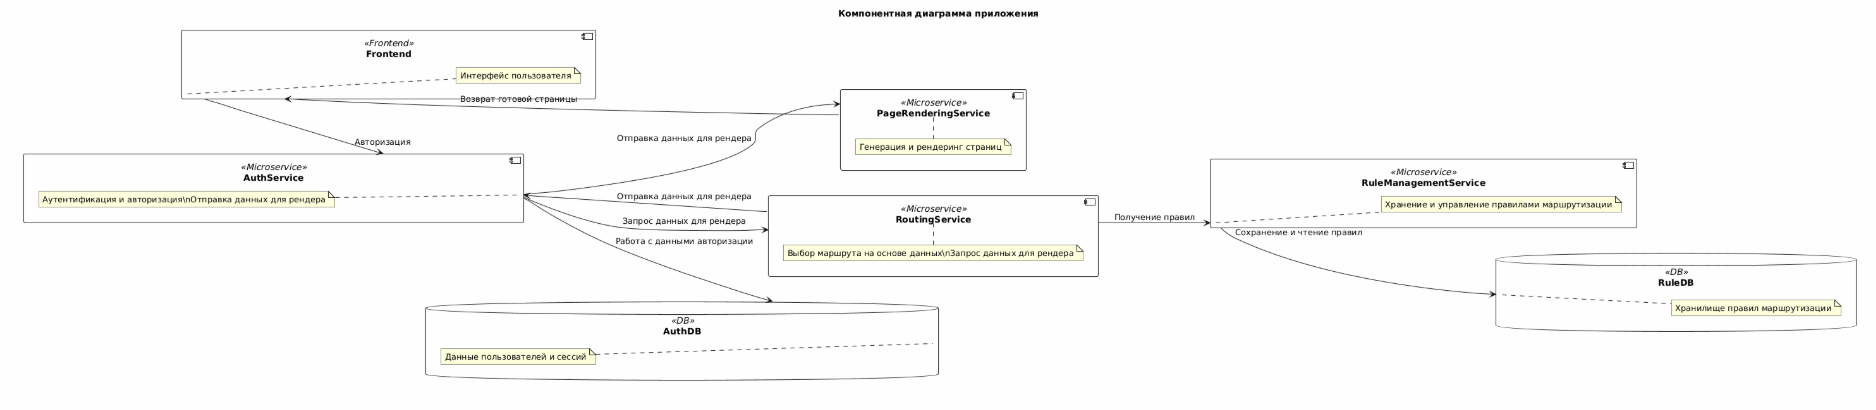 Компонентная диаграмма приложения
«Frontend»
Frontend
Интерфейс пользователя
Возврат готовой страницы
Авторизация
«Microservice»
PageRenderingService
Генерация и рендеринг страниц
Отправка данных для рендера
«Microservice»
AuthService
Аутентификация и авторизация\nОтправка данных для рендера
Отправка данных для рендера
Запрос данных для рендера
Работа с данными авторизации
«Microservice»
RoutingService
Выбор маршрута на основе данных\nЗапрос данных для рендера
Получение правил
«Microservice»
RuleManagementService
Хранение и управление правилами маршрутизации
Сохранение и чтение правил
«DB»
RuleDB
Хранилище правил маршрутизации
«DB»
AuthDB
Данные пользователей и сессий